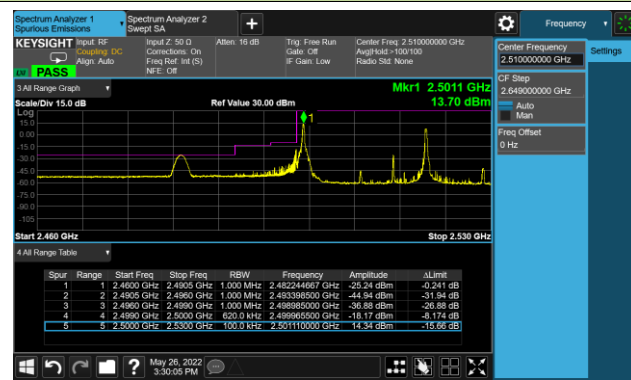 Spectrum Analyzer 1
Spurious Emissions
Spectrum Analyzer 2
Swept SA
+
Frequency
KEYSIGHT
Input: RF
Coupling: DC
Align: Auto
Input Z: 50 Ω
Corrections: On
Freq Ref: Int (S)
NFE: Off
Atten: 16 dB
Trig: Free Run
Gate: Off
IF Gain: Low
Center Freq: 2.510000000 GHz
Avg|Hold:>100/100
Radio Std: None
PASS
Center Frequency
2.510000000 GHz
Settings
CF Step
2.649000000 GHz
Auto
Man
Freq Offset
0 Hz
3 All Range Graph
Mkr1 2.5011 GHz
Scale/Div 15.0 dB
Ref Value 30.00 dBm
13.70 dBm
Log
15.0
0.00
-15.0
-30.0
-45.0
-60.0
-75.0
-90.0
-105
1
Start 2.460 GHz
Stop 2.530 GHz
4 All Range Table
Spur Range Start Freq Stop Freq RBW Frequency Amplitude ΔLimit
1 1 2.4600 GHz 2.4905 GHz 1.000 MHz 2.482244667 GHz -25.24 dBm -0.241 dB
2 2 2.4905 GHz 2.4960 GHz 1.000 MHz 2.493398500 GHz -44.94 dBm -31.94 dB
3 3 2.4960 GHz 2.4990 GHz 1.000 MHz 2.498985000 GHz -36.88 dBm -26.88 dB
4 4 2.4990 GHz 2.5000 GHz 620.0 kHz 2.499965500 GHz -18.17 dBm -8.174 dB
5 5 2.5000 GHz 2.5300 GHz 100.0 kHz 2.501110000 GHz 14.34 dBm -15.66 dB
?
May 26, 2022
3:30:05 PM